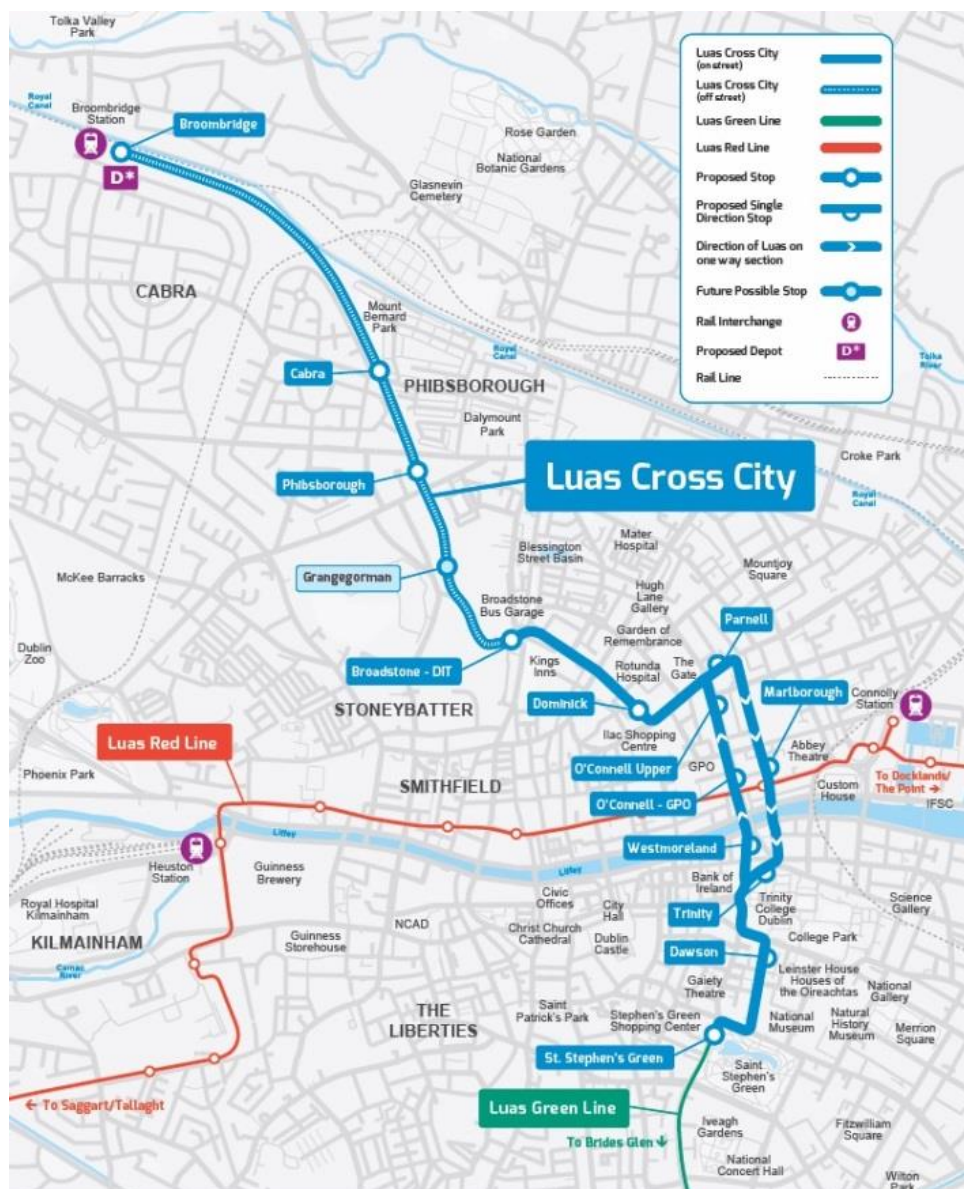 Tolka Valley
Park
Royal
Canal
Broombridge
Station
Broombridge
D*
Rose Garden
National
Botanic Gardens
Glasnevin
Cemetery
CABRA
Mount
Bernard
Park
Royal
Canal
Cabra
PHIBSBOROUGH
Dalymount
Park
Phibsborough
Luas Cross City
Croke Park
Royal
Canal
Tolka
River
Luas Cross City
(on street)
Luas Cross City
(off street)
Luas Green Line
Luas Red Line
Proposed Stop
Proposed Single
Direction Stop
Direction of Luas on
one way section
Future Possible Stop
Rail Interchange
Proposed Depot
D*
Rail Line
McKee Barracks
Grangegorman
Blessington
Street Basin
Mater
Hospital
Mountjoy
Square
Hugh
Lane
Gallery
Broadstone
Bus Garage
Garden of
Remembrance
Parnell
Dublin
Zoo
Broadstone - DIT
Kings
Inns
Rotunda
Hospital
The
Gate
Marlborough
Connolly
Station
STONEYBATTER
Dominick
Ilac Shopping
Centre
Abbey
Theatre
Luas Red Line
O'Connell Upper
GPO
Phoenix Park
SMITHFIELD
O'Connell - GPO
Custom
House
To Docklands/
The Point →
IFSC
Liffey
Westmoreland
Heuston
Station
Guinness
Brewery
Liffey
Bank of
Ireland
Royal Hospital
Kilmainham
Civic
Offices
City
Hall
Trinity
Trinity
College
Dublin
Science
Gallery
KILMAINHAM
NCAD
Christ Church
Cathedral
Dublin
Castle
College Park
Guinness
Storehouse
Dawson
Camac
River
Gaiety
Theatre
Leinster House
Houses of
the Oireachtas
National
Gallery
THE
LIBERTIES
Saint
Patrick's Park
Stephen's Green
Shopping Center
National
Museum
Natural
History
Museum
Merrion
Square
St. Stephen's Green
Saint
Stephen's
Green
← To Saggart/Tallaght
Luas Green Line
To Brides Glen ↓
Iveagh
Gardens
Fitzwilliam
Square
National
Concert Hall
Wilton
Park